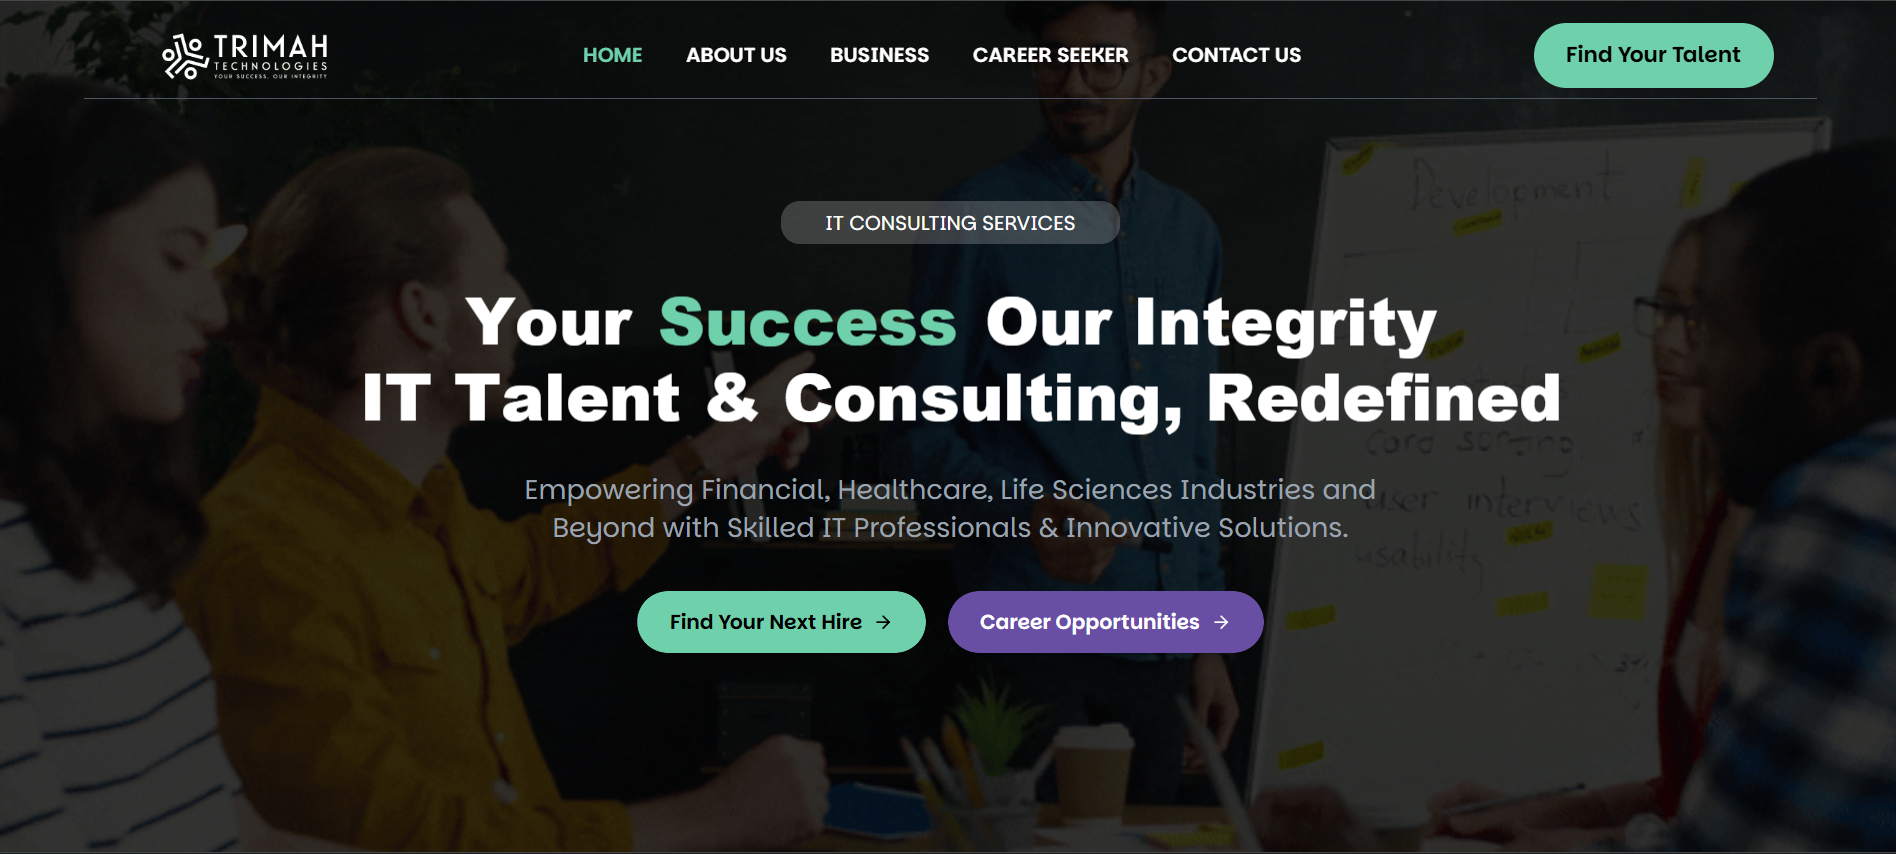 TRIMAH
TECHNOLOGIES
YOUR SUCCESS. OUR INTEGRITY
HOME
ABOUT US
BUSINESS
CAREER SEEKER
CONTACT US
Find Your Talent
IT CONSULTING SERVICES
Your Success Our Integrity
IT Talent & Consulting, Redefined
Empowering Financial, Healthcare, Life Sciences Industries and
Beyond with Skilled IT Professionals & Innovative Solutions.
Find Your Next Hire →
Career Opportunities →
Development
card sorting
user interviews
usability